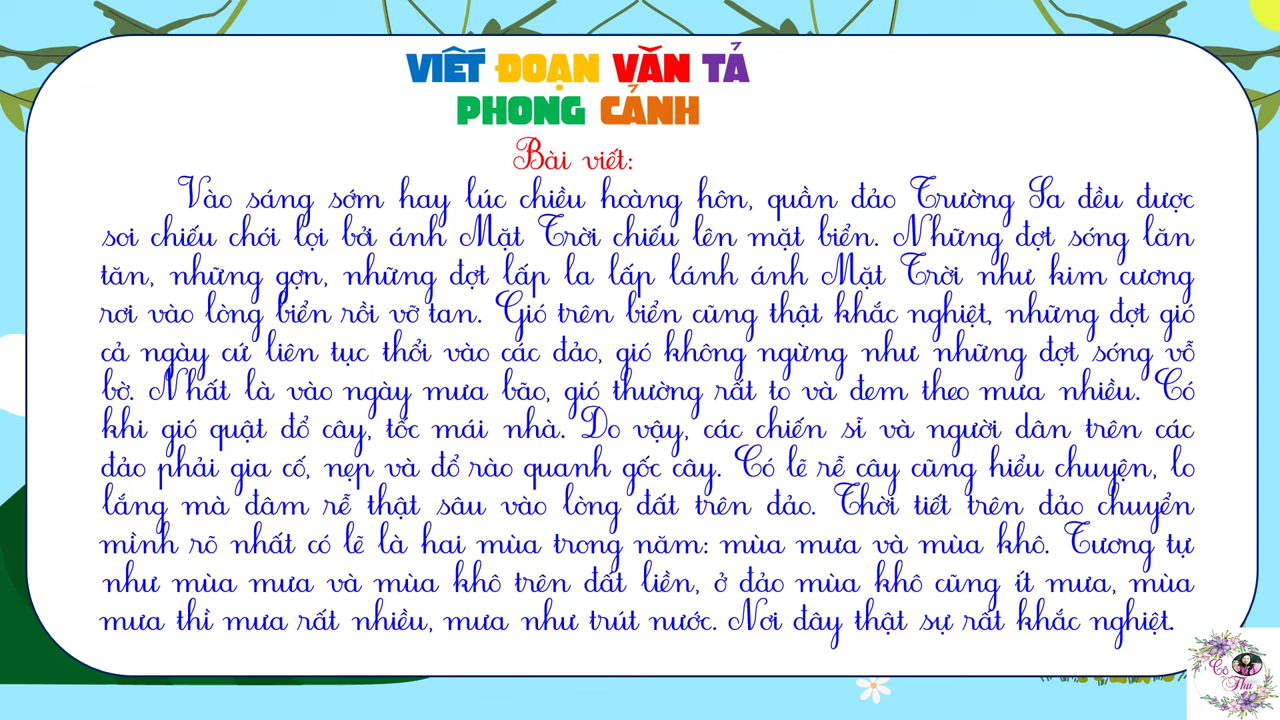 VIẾT ĐOẠN VĂN TẢ
PHONG CẢNH
Bài viết:
Vào sáng sớm hay lúc chiều hoàng hôn, quần đảo Trường Sa đều được
soi chiếu chói lọi bởi ánh Mặt Trời chiếu lên mặt biển. Những đợt sóng lăn
tăn, những gợn, những đợt lấp la lấp lánh ánh Mặt Trời như kim cương
rơi vào lòng biển rồi vỡ tan. Gió trên biển cũng thật khắc nghiệt, những đợt gió
cả ngày cứ liên tục thổi vào các đảo, gió không ngừng như những đợt sóng vỗ
bờ. Nhất là vào ngày mưa bão, gió thường rất to và đem theo mưa nhiều. Có
khi gió quật đổ cây, tốc mái nhà. Do vậy, các chiến sĩ và người dân trên các
đảo phải gia cố, nẹp và đổ rào quanh gốc cây. Có lẽ rễ cây cũng hiểu chuyện, lo
lắng mà đâm rễ thật sâu vào lòng đất trên đảo. Thời tiết trên đảo chuyển
mình rõ nhất có lẽ là hai mùa trong năm: mùa mưa và mùa khô. Tương tự
như mùa mưa và mùa khô trên đất liền, ở đảo mùa khô cũng ít mưa, mùa
mưa thì mưa rất nhiều, mưa như trút nước. Nơi đây thật sự rất khắc nghiệt.
Cô
Thu